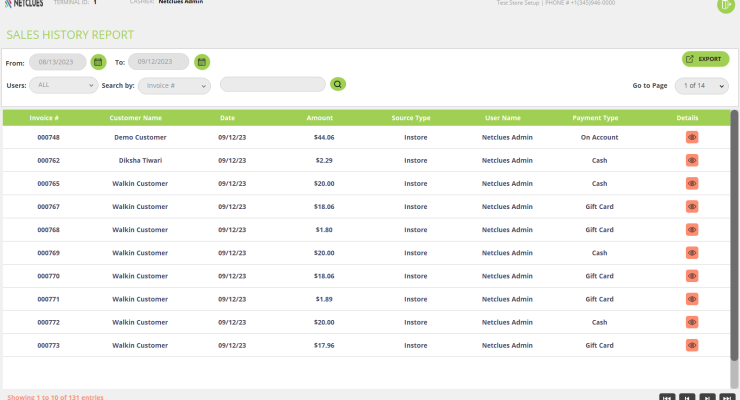 NETCLUES TERMINAL ID: 1 CASHIER: Netclues Admin Test Store Setup | PHONE # +1(345)946-0000
SALES HISTORY REPORT
From: 08/13/2023 To: 09/12/2023 EXPORT
Users: ALL Search by: Invoice # Go to Page 1 of 14
Invoice # Customer Name Date Amount Source Type User Name Payment Type Details
000748 Demo Customer 09/12/23 $44.06 Instore Netclues Admin On Account
000762 Diksha Tiwari 09/12/23 $2.29 Instore Netclues Admin Cash
000765 Walkin Customer 09/12/23 $20.00 Instore Netclues Admin Cash
000767 Walkin Customer 09/12/23 $18.06 Instore Netclues Admin Gift Card
000768 Walkin Customer 09/12/23 $1.80 Instore Netclues Admin Gift Card
000769 Walkin Customer 09/12/23 $20.00 Instore Netclues Admin Cash
000770 Walkin Customer 09/12/23 $18.06 Instore Netclues Admin Gift Card
000771 Walkin Customer 09/12/23 $1.89 Instore Netclues Admin Gift Card
000772 Walkin Customer 09/12/23 $20.00 Instore Netclues Admin Cash
000773 Walkin Customer 09/12/23 $17.96 Instore Netclues Admin Gift Card
Showing 1 to 10 of 131 entries